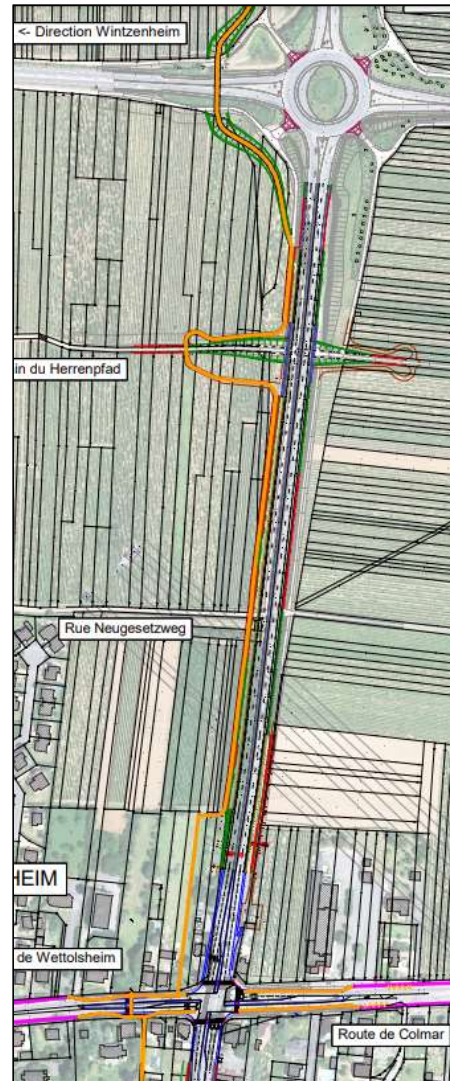 <- Direction Wintzenheim
in du Herrenpfad
Rue Neugesetzweg
HEIM
de Wettolsheim
Route de Colmar